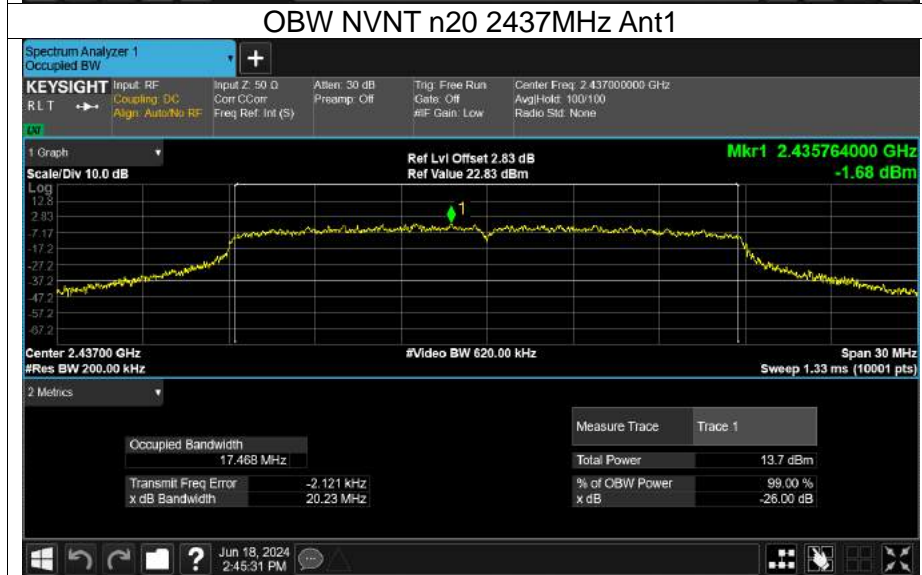 OBW NVNT n20 2437MHz Ant1
Spectrum Analyzer 1
Occupied BW
+
KEYSIGHT
R L T
LXI
Input: RF
Coupling: DC
Align: Auto/No RF
Input Z: 50 Ω
Corr CCorr
Freq Ref: Int (S)
Atten: 30 dB
Preamp: Off
Trig: Free Run
Gate: Off
#IF Gain: Low
Center Freq: 2.437000000 GHz
Avg|Hold: 100/100
Radio Std: None
1 Graph
Scale/Div 10.0 dB
Ref Lvl Offset 2.83 dB
Ref Value 22.83 dBm
Mkr1 2.435764000 GHz
-1.68 dBm
Log
12.8
2.83
-7.17
-17.2
-27.2
-37.2
-47.2
-57.2
-67.2
1
Center 2.43700 GHz
#Res BW 200.00 kHz
#Video BW 620.00 kHz
Span 30 MHz
Sweep 1.33 ms (10001 pts)
2 Metrics
Measure Trace Trace 1
Occupied Bandwidth
17.468 MHz
Total Power 13.7 dBm
Transmit Freq Error -2.121 kHz
% of OBW Power 99.00 %
x dB Bandwidth 20.23 MHz
x dB -26.00 dB
?
Jun 18, 2024
2:45:31 PM